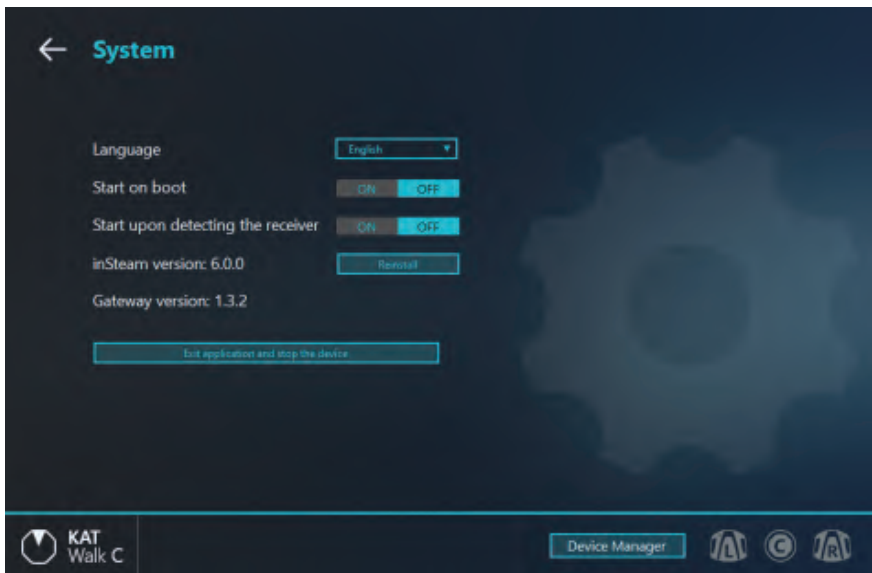 System
Language English
Start on boot ON OFF
Start upon detecting the receiver ON OFF
inSteam version: 6.0.0 Reinstall
Gateway version: 1.3.2
Exit application and stop the device
KAT
Walk C
Device Manager L C R